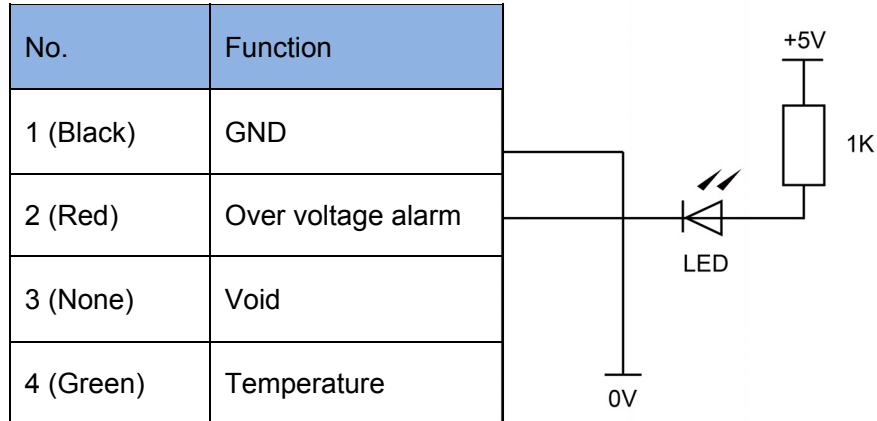 No. Function
1 (Black) GND
2 (Red) Over voltage alarm
3 (None) Void
4 (Green) Temperature
+5V
1K
LED
0V